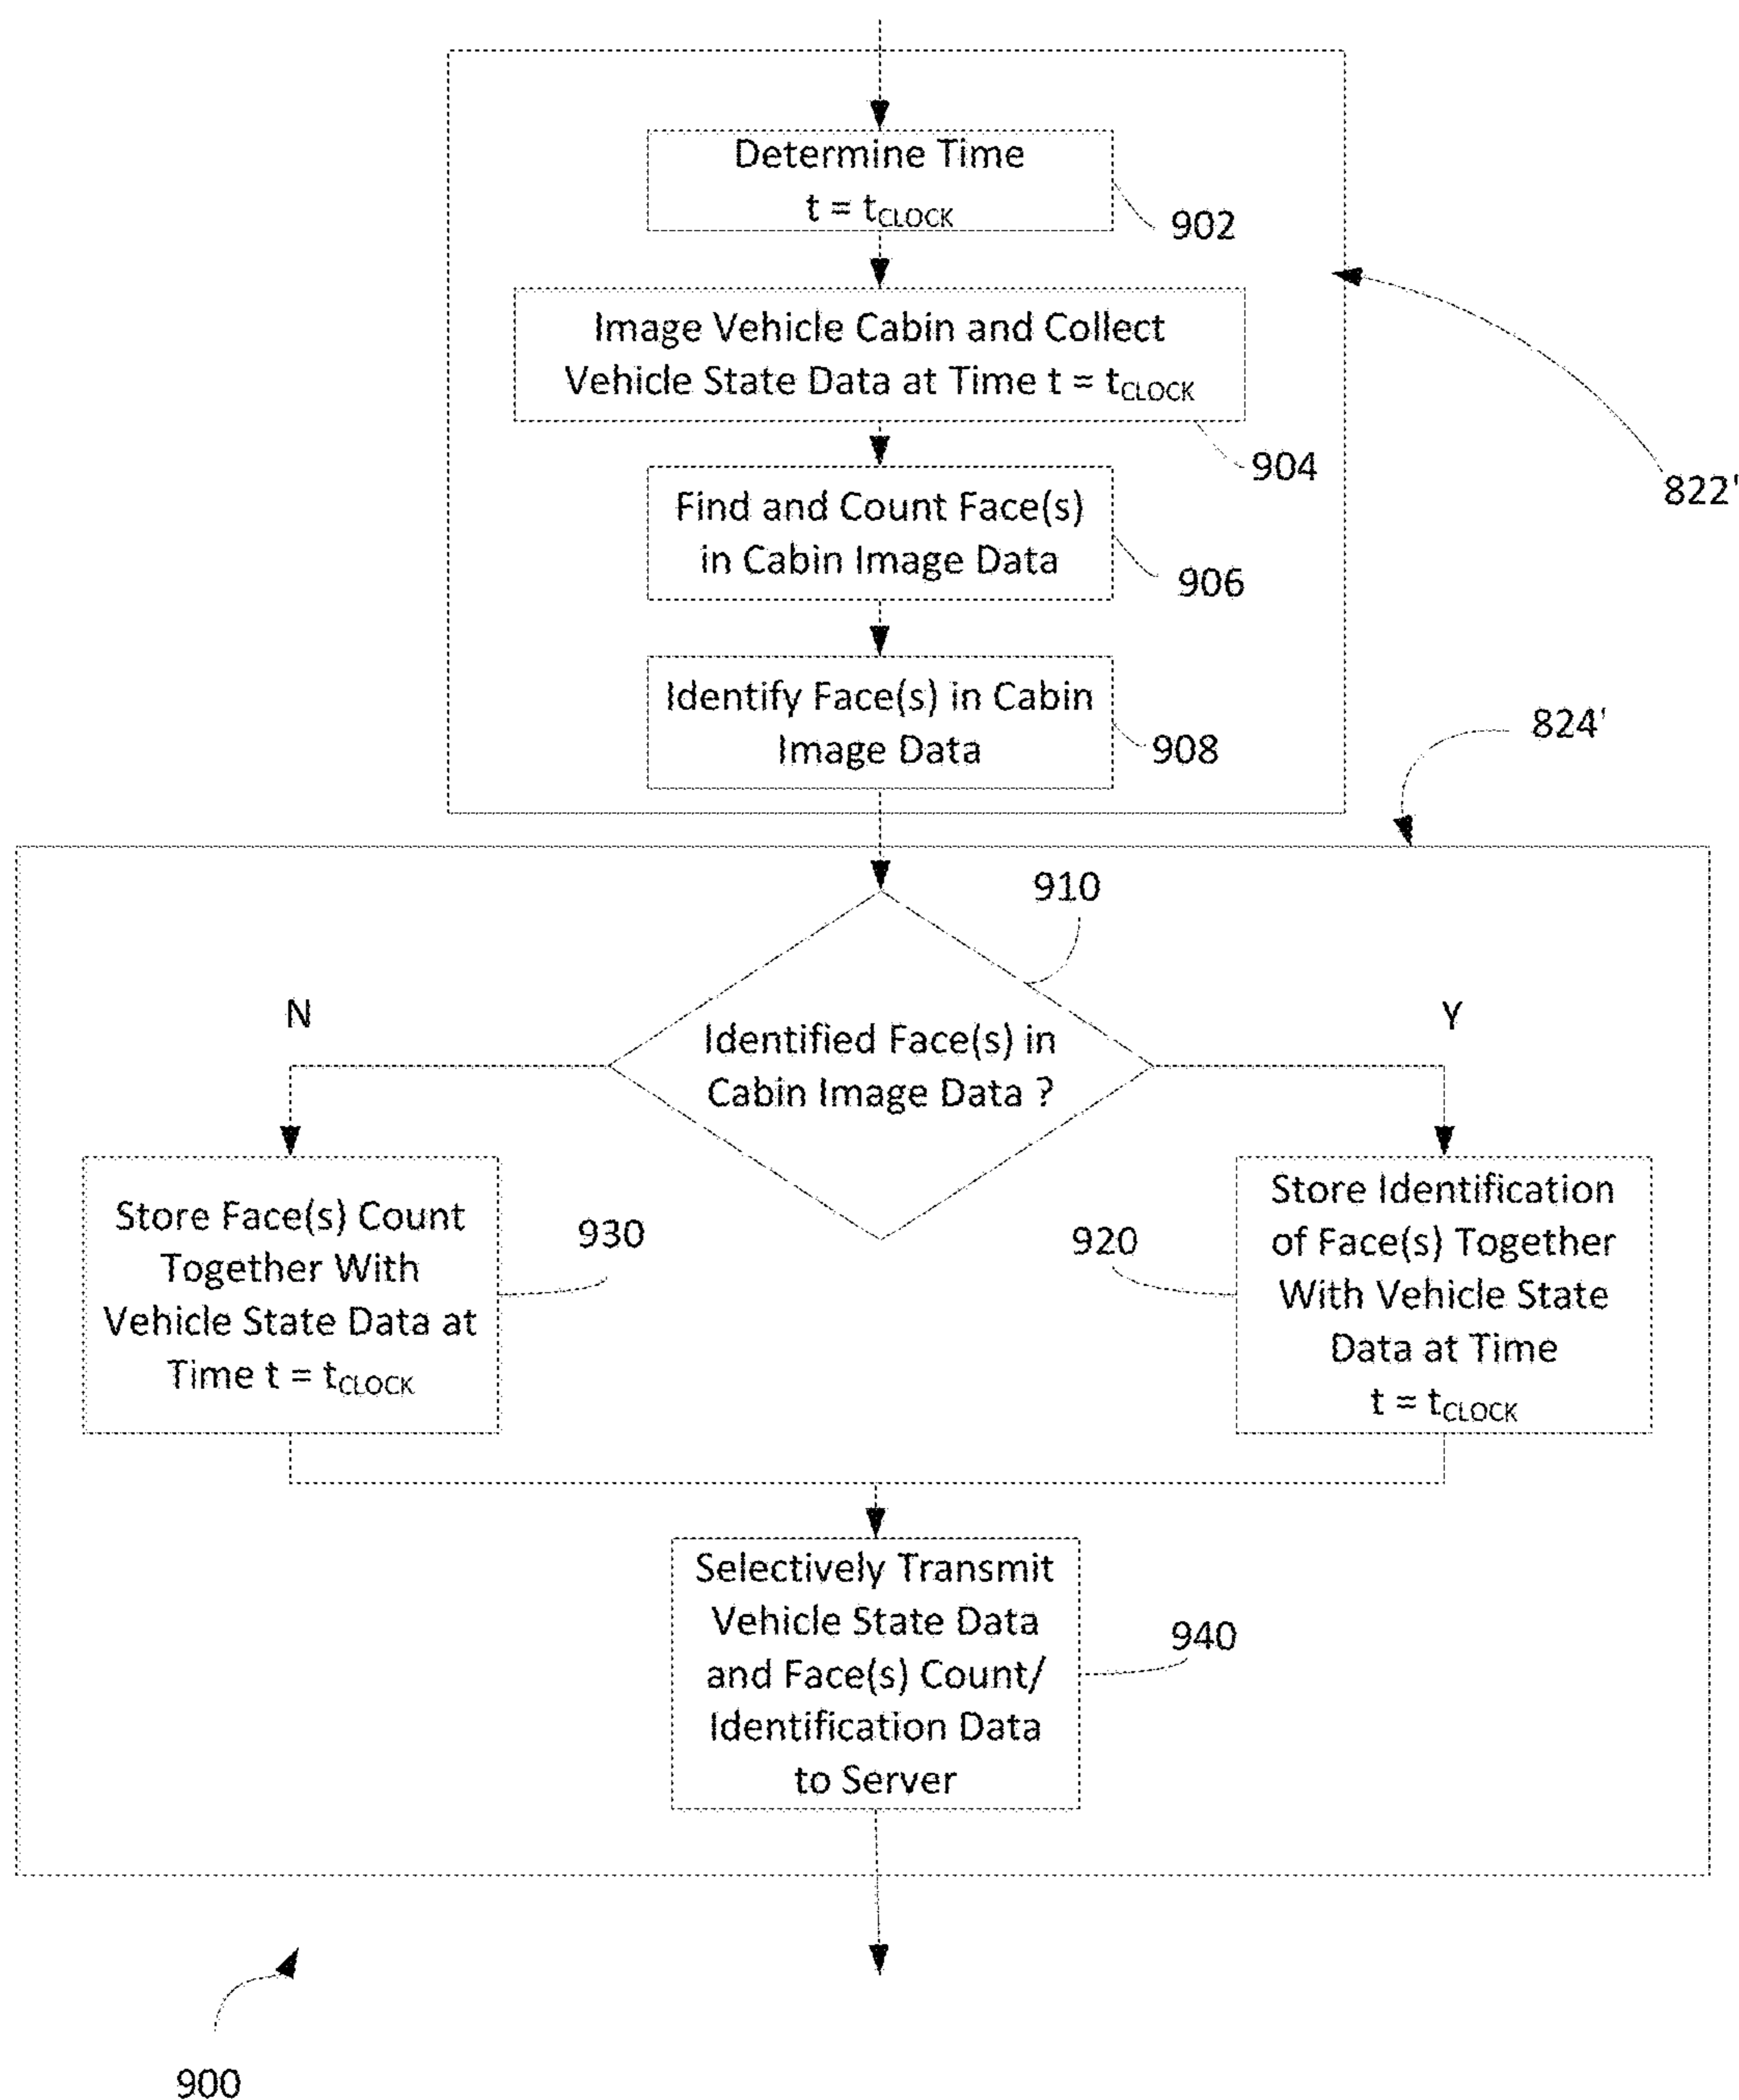 Determine Time
t = tCLOCK
902
Image Vehicle Cabin and Collect
Vehicle State Data at Time t = tCLOCK
904
822'
Find and Count Face(s)
in Cabin Image Data
906
Identify Face(s) in Cabin
Image Data
908
824'
910
N
Y
Identified Face(s) in
Cabin Image Data ?
Store Face(s) Count
Together With
Vehicle State Data at
Time t = tCLOCK
930
920
Store Identification
of Face(s) Together
With Vehicle State
Data at Time
t = tCLOCK
Selectively Transmit
Vehicle State Data
and Face(s) Count/
Identification Data
to Server
940
900